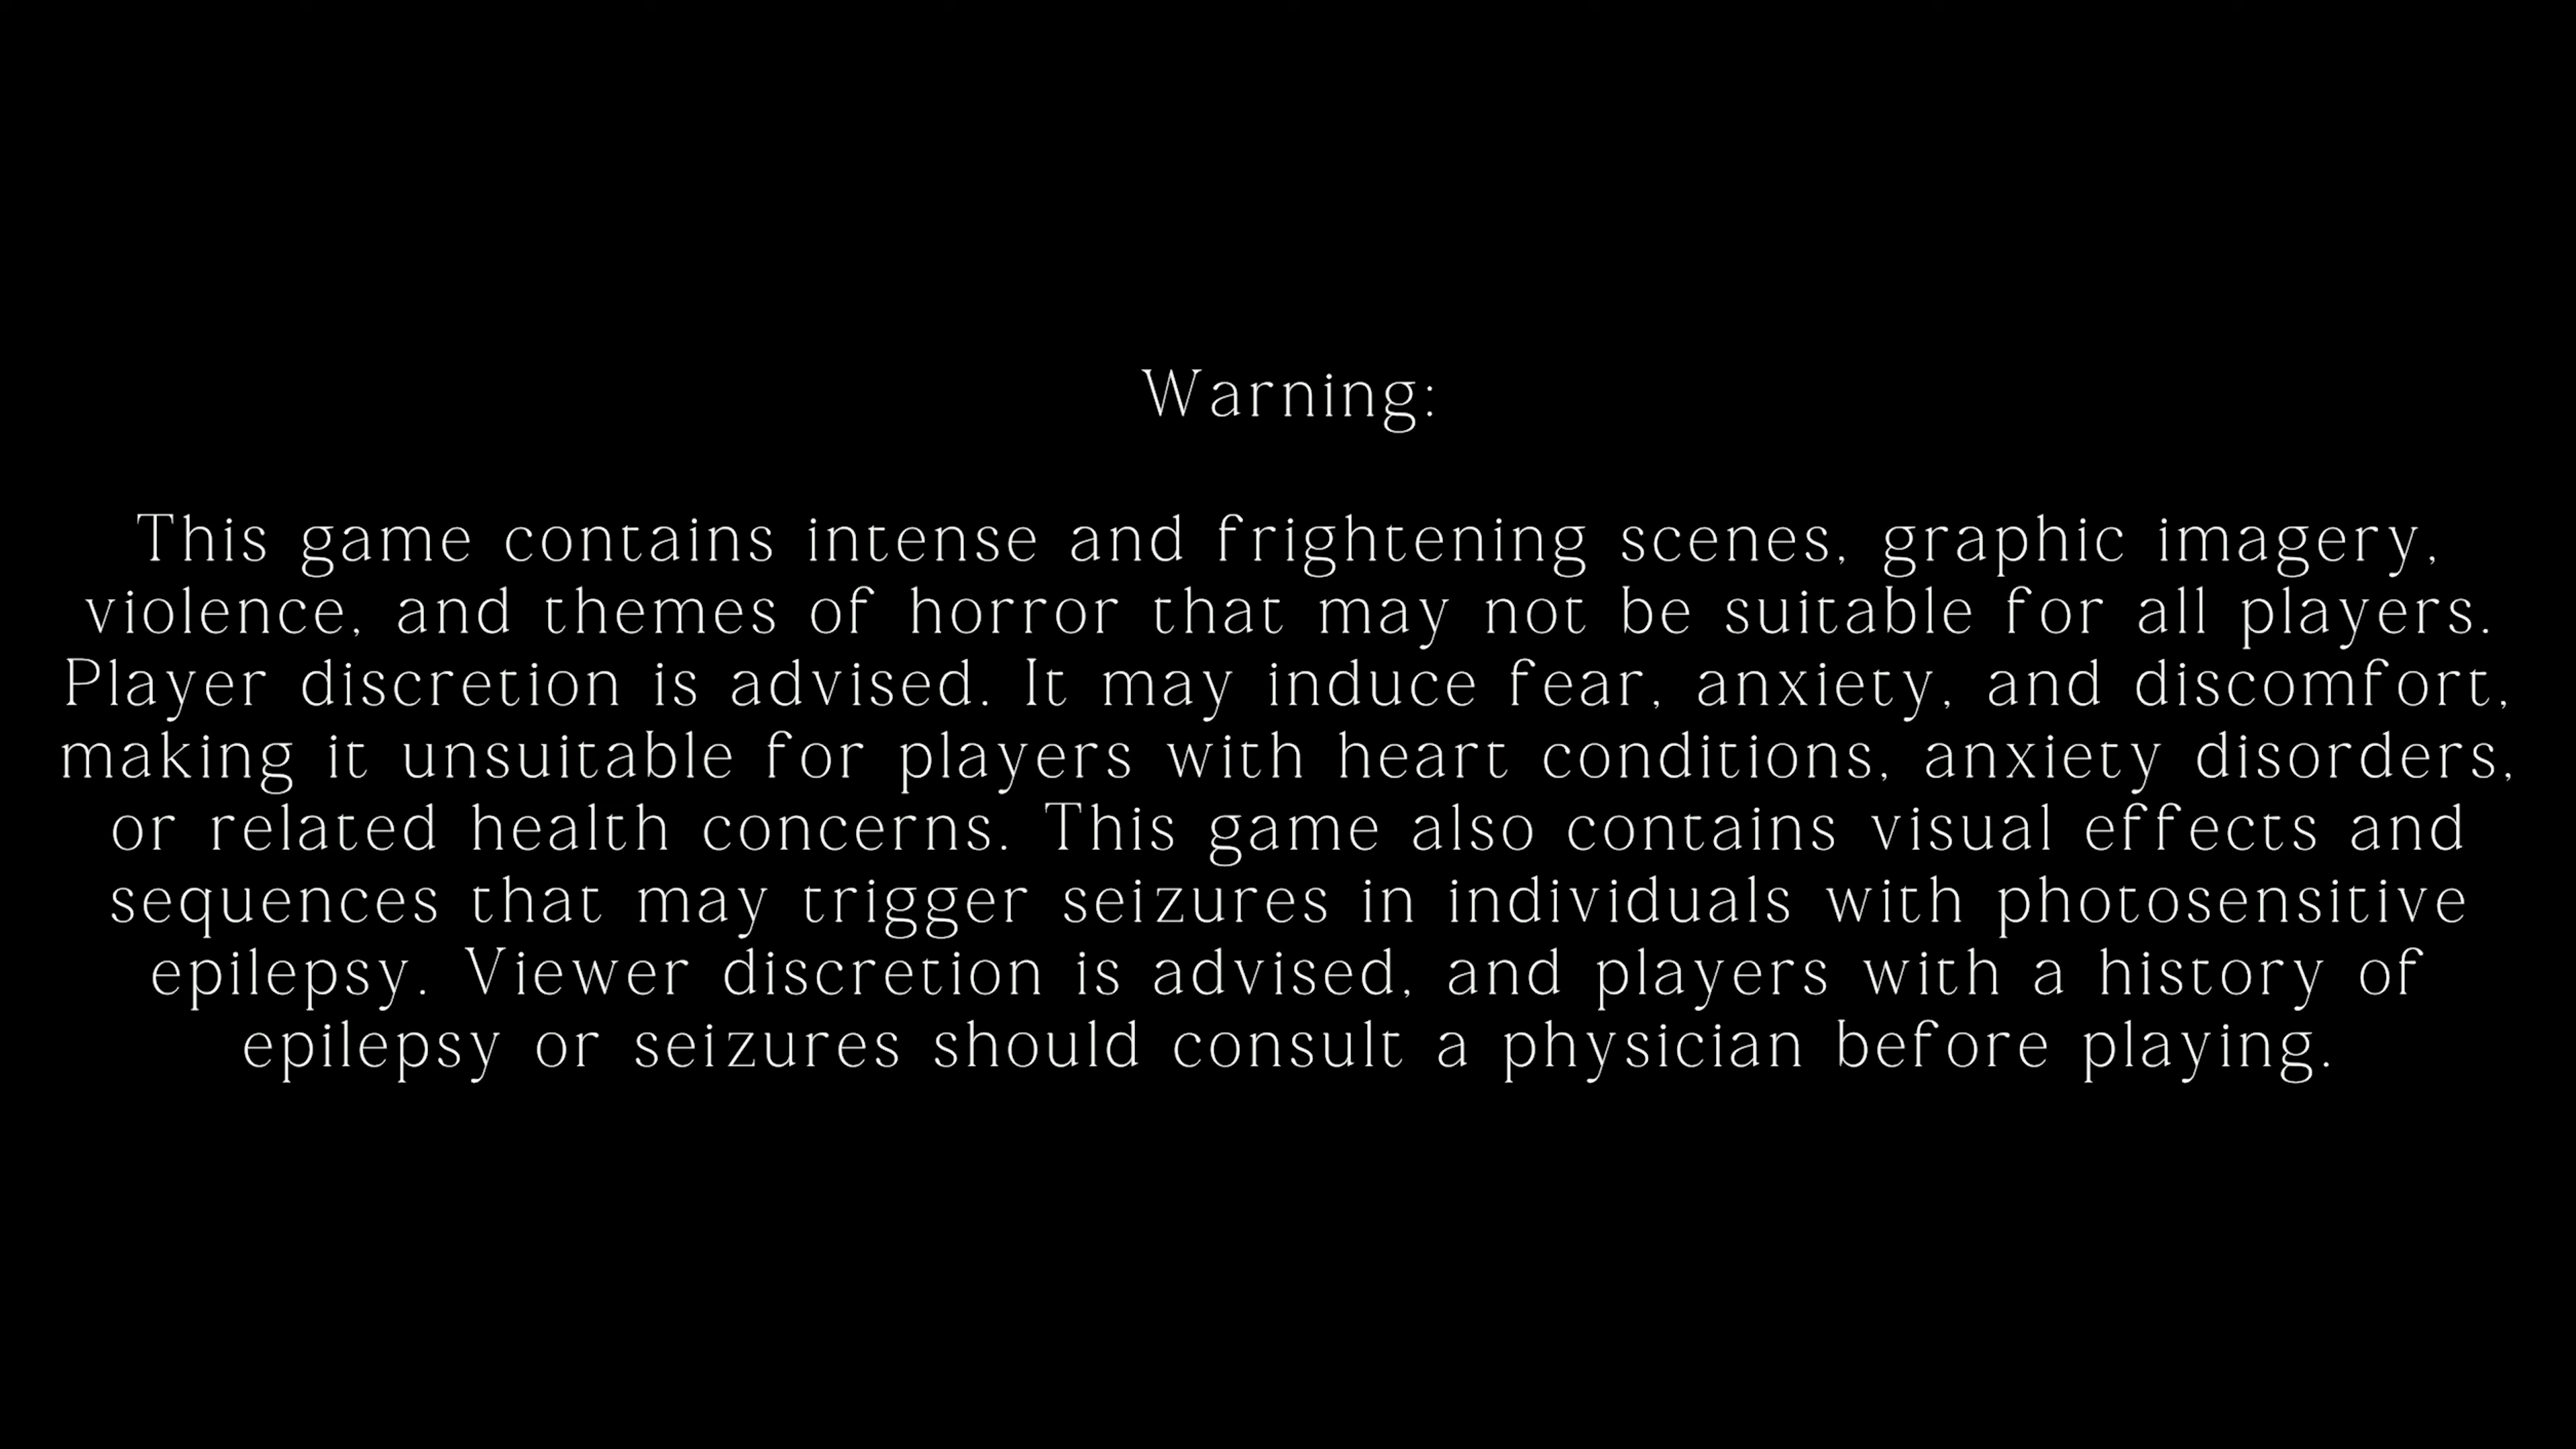 Warning:
This game contains intense and frightening scenes, graphic imagery,
violence, and themes of horror that may not be suitable for all players.
Player discretion is advised. It may induce fear, anxiety, and discomfort,
making it unsuitable for players with heart conditions, anxiety disorders,
or related health concerns. This game also contains visual effects and
sequences that may trigger seizures in individuals with photosensitive
epilepsy. Viewer discretion is advised, and players with a history of
epilepsy or seizures should consult a physician before playing.